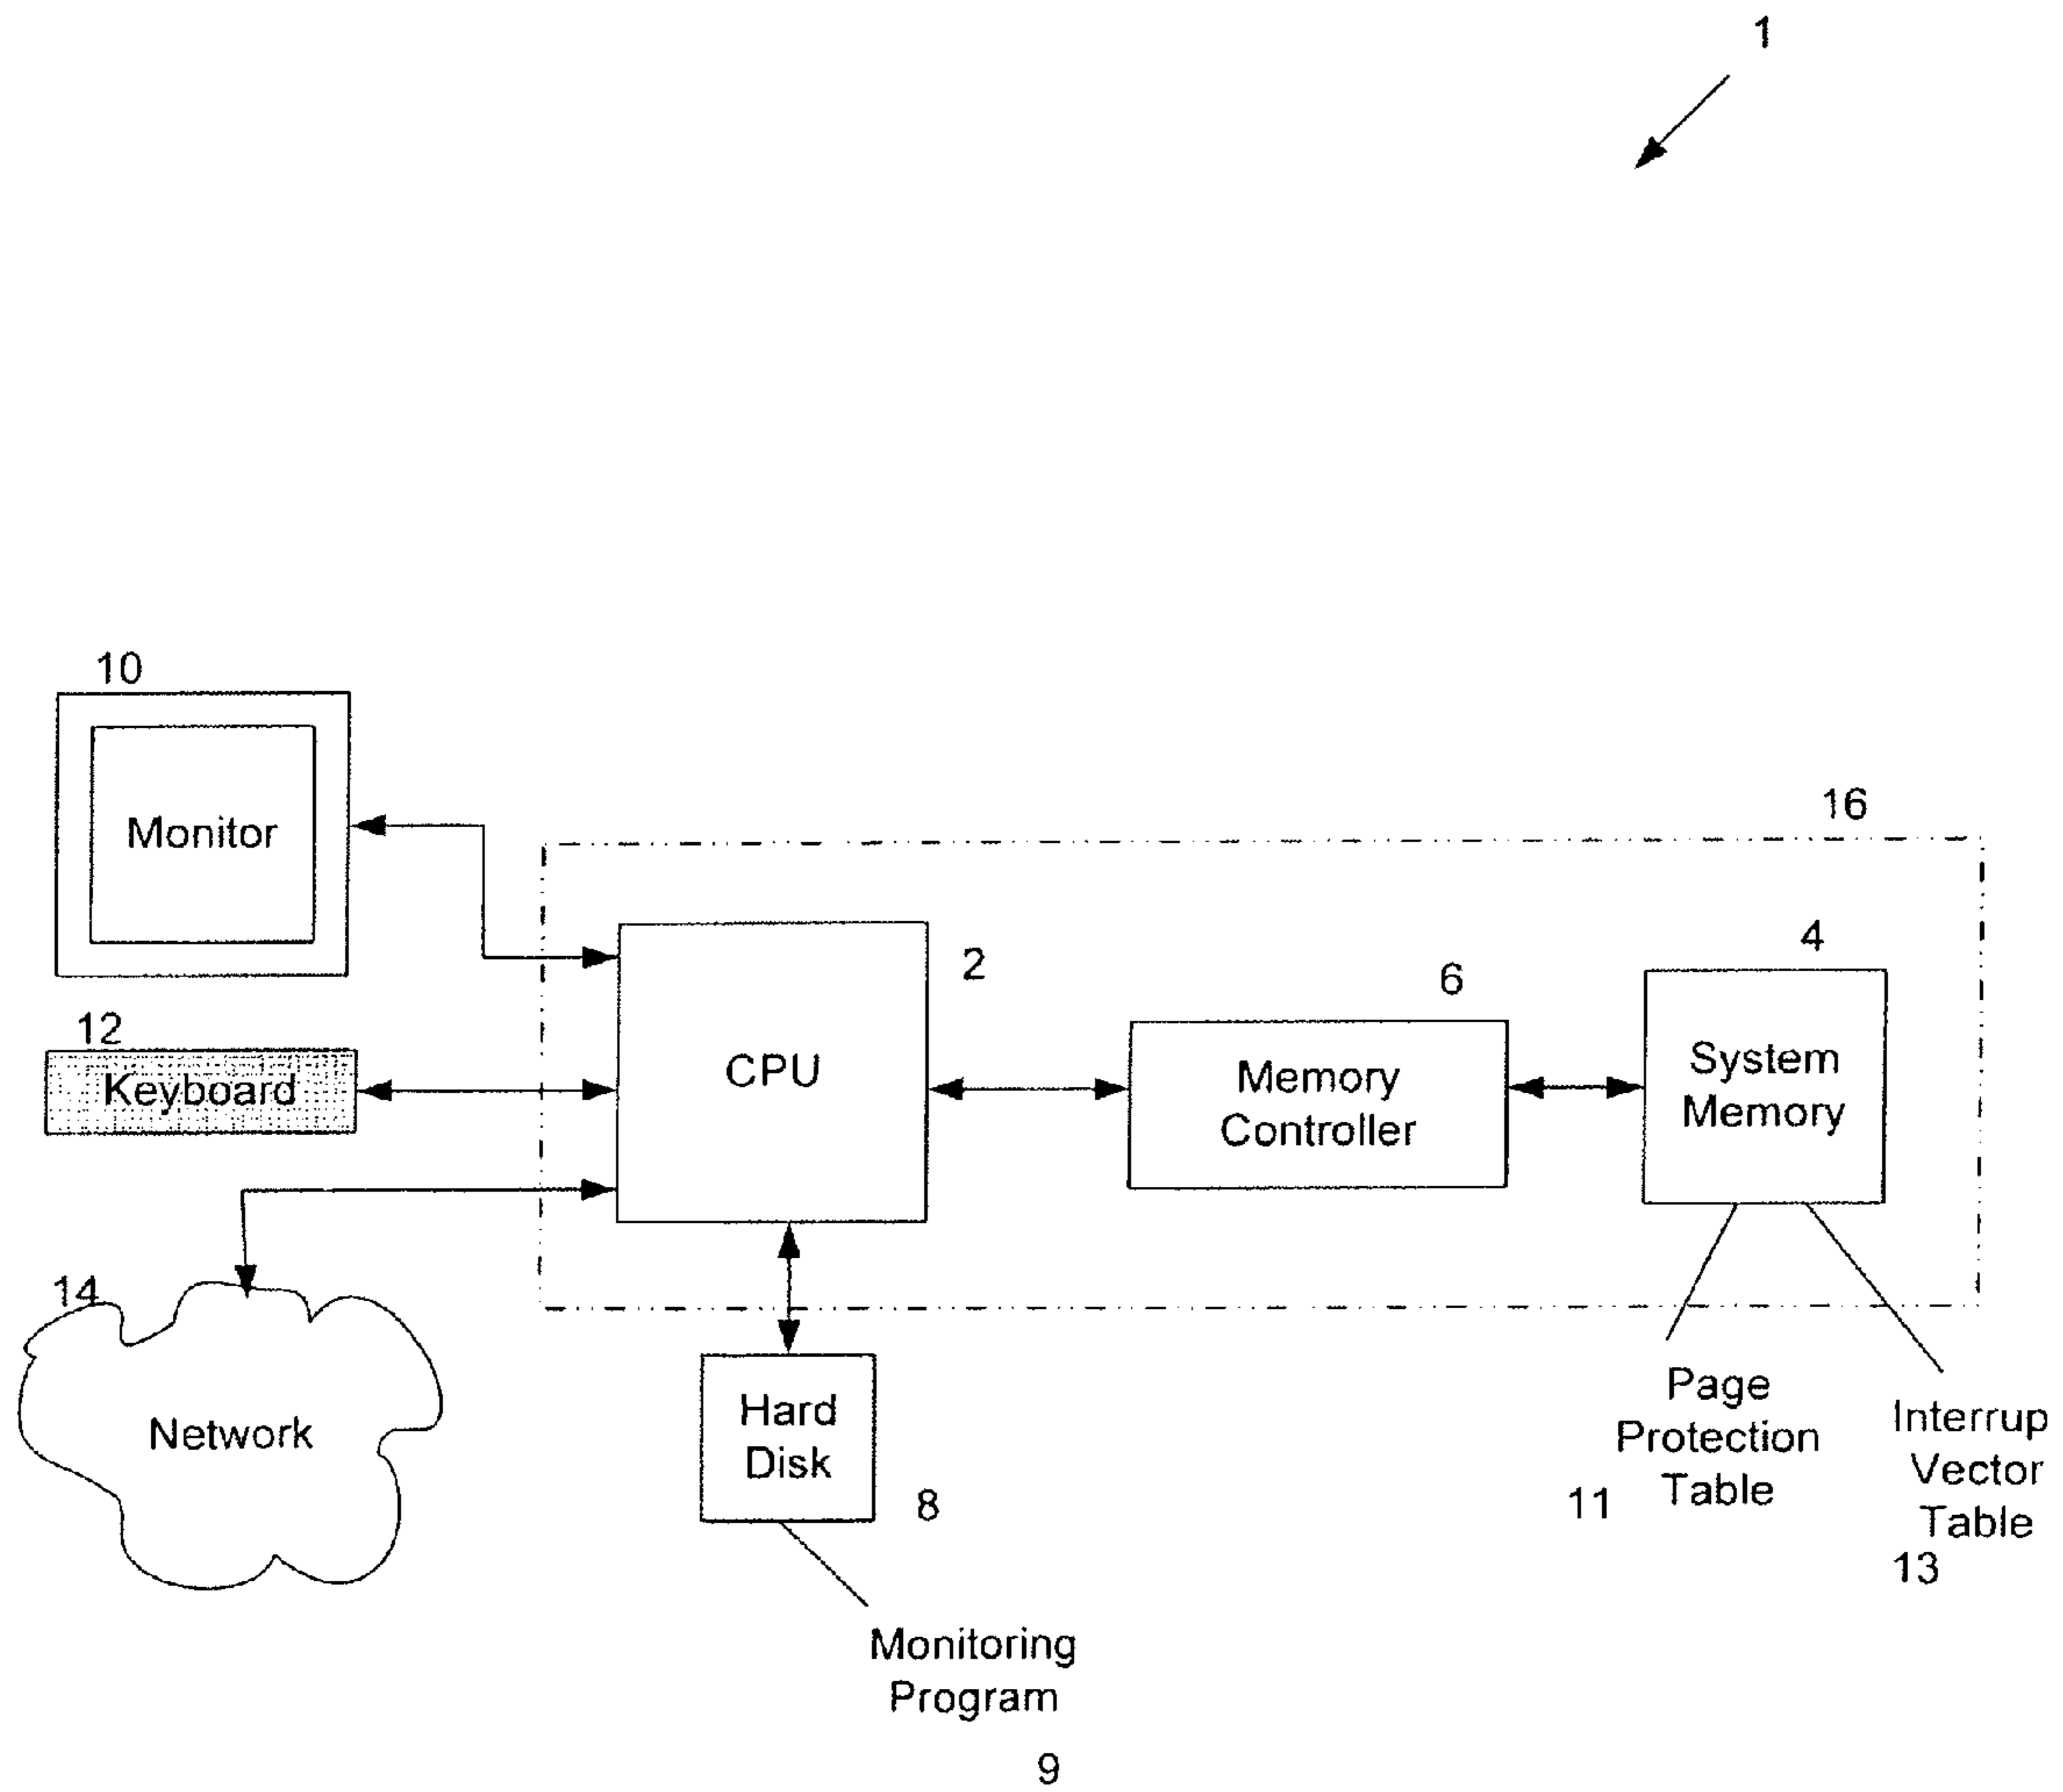 1
10
Monitor
16
12
Keyboard
CPU
2
6
Memory
Controller
4
System
Memory
14
Network
Hard
Disk
8
Monitoring
Program
9
Page
Protection
Table
11
Interrup
Vector
Table
13